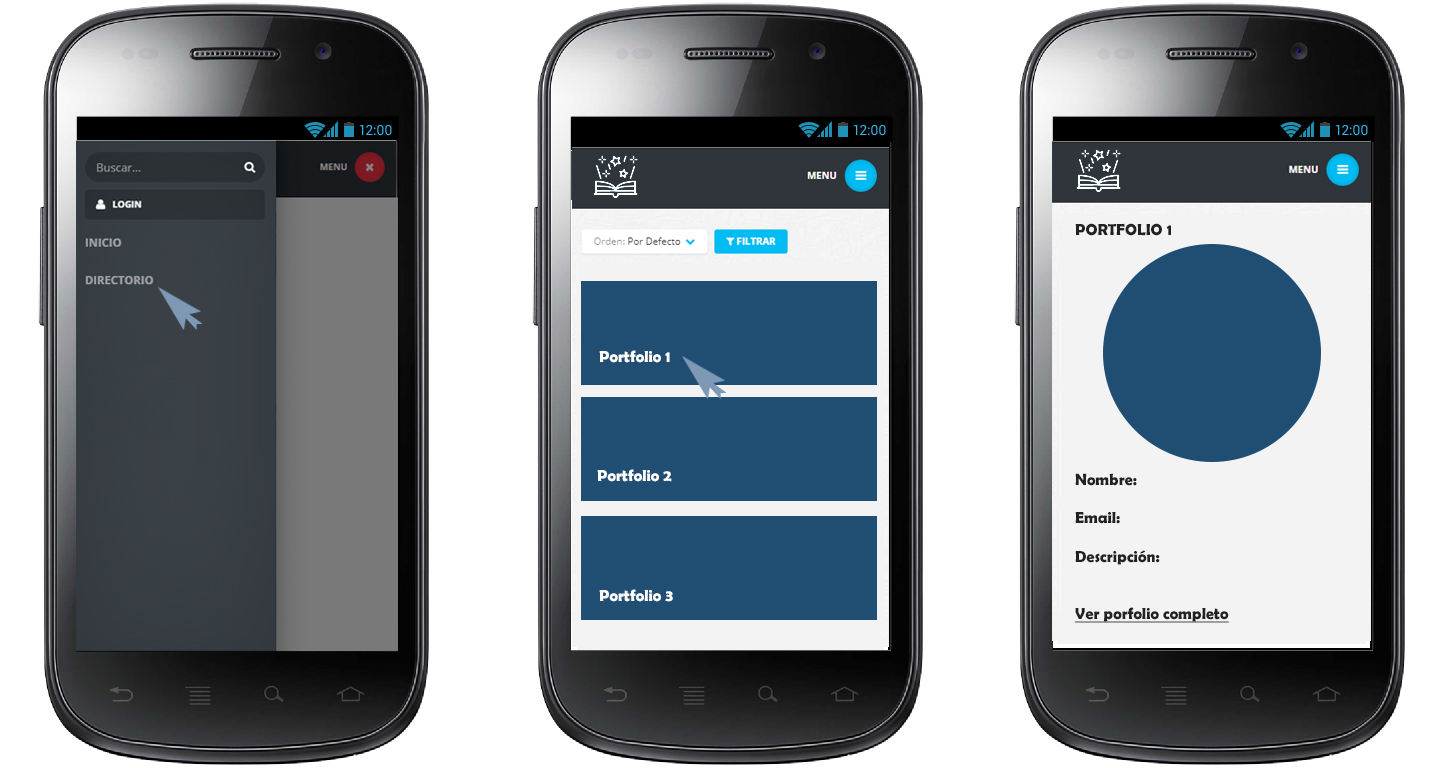 12:00
Buscar...
MENU
LOGIN
INICIO
DIRECTORIO
12:00
MENU
Orden: Por Defecto
FILTRAR
Portfolio 1
Portfolio 2
Portfolio 3
12:00
MENU
PORTFOLIO 1
Nombre:
Email:
Descripción:
Ver porfolio completo